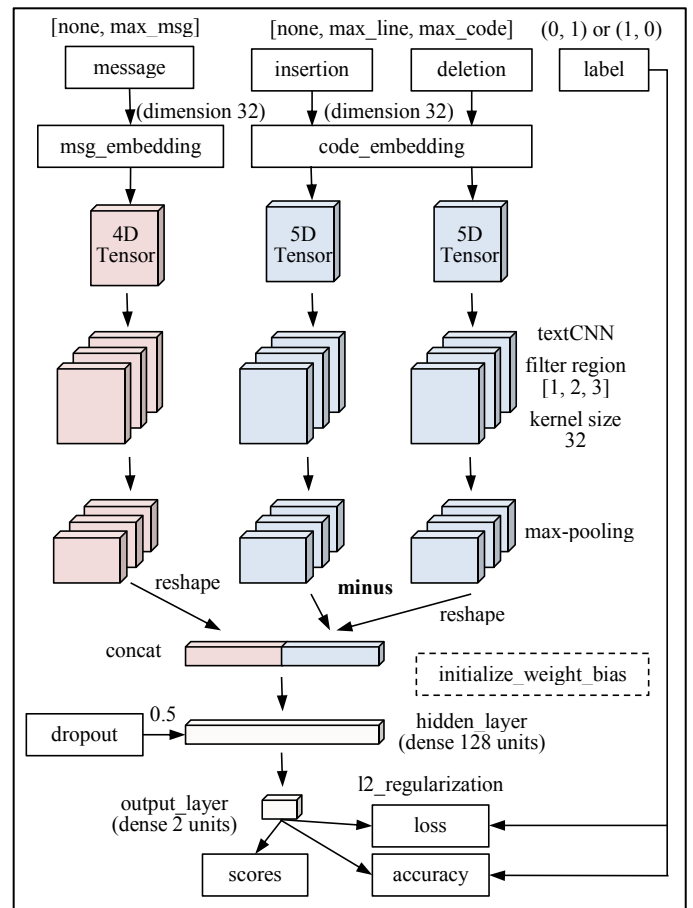 [none, max_msg]
[none, max_line, max_code]
(0, 1) or (1, 0)
message
insertion
deletion
label
(dimension 32)
(dimension 32)
msg_embedding
code_embedding
4D
Tensor
5D
Tensor
5D
Tensor
textCNN
filter region
[1, 2, 3]
kernel size
32
max-pooling
reshape
minus
reshape
concat
initialize_weight_bias
dropout
0.5
hidden_layer
(dense 128 units)
output_layer
(dense 2 units)
l2_regularization
loss
scores
accuracy